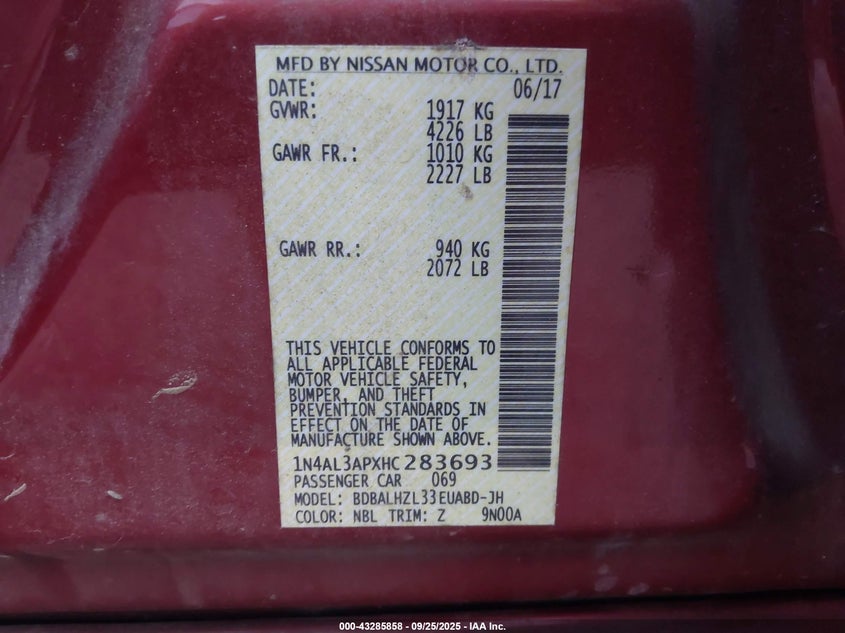 MFD BY NISSAN MOTOR CO., LTD.
DATE: 06/17
GVWR: 1917 KG
4226 LB
GAWR FR.: 1010 KG
2227 LB
GAWR RR.: 940 KG
2072 LB
THIS VEHICLE CONFORMS TO
ALL APPLICABLE FEDERAL
MOTOR VEHICLE SAFETY,
BUMPER, AND THEFT
PREVENTION STANDARDS IN
EFFECT ON THE DATE OF
MANUFACTURE SHOWN ABOVE.
1N4AL3APXHC283693
PASSENGER CAR 069
MODEL: BDBALHZL33EUABD-JH
COLOR: NBL TRIM: Z 9N00A
000-43285858 - 09/25/2025 - IAA Inc.